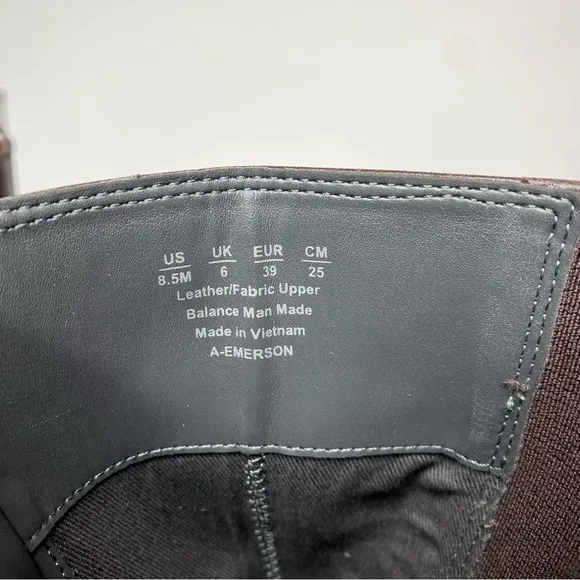 US UK EUR CM
8.5M 6 39 25
Leather/Fabric Upper
Balance Man Made
Made in Vietnam
A-EMERSON